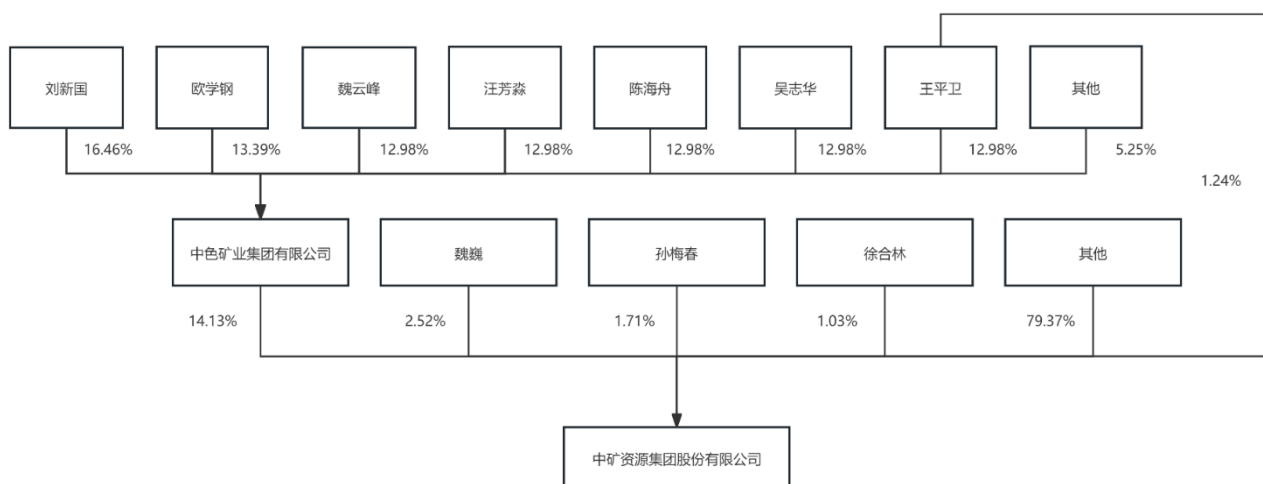 刘新国
欧学钢
魏云峰
汪芳淼
陈海舟
吴志华
王平卫
其他
16.46%
13.39%
12.98%
12.98%
12.98%
12.98%
12.98%
5.25%
1.24%
中色矿业集团有限公司
魏巍
孙梅春
徐合林
其他
14.13%
2.52%
1.71%
1.03%
79.37%
中矿资源集团股份有限公司